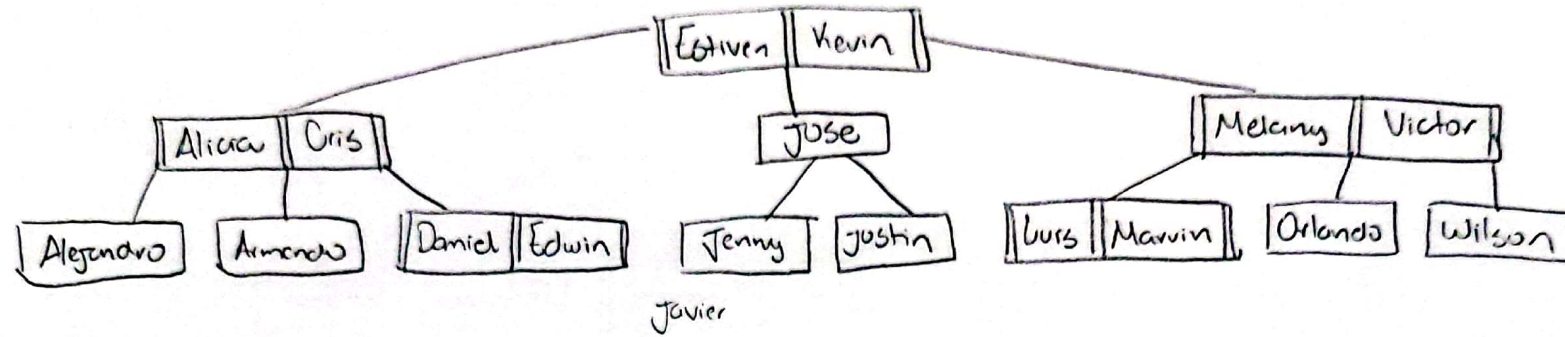 Estiven Kevin
Alicia Cris Jose Melany Victor
Alejandro Armando Daniel Edwin Jenny Justin Luis Marvin Orlando Wilson
Javier